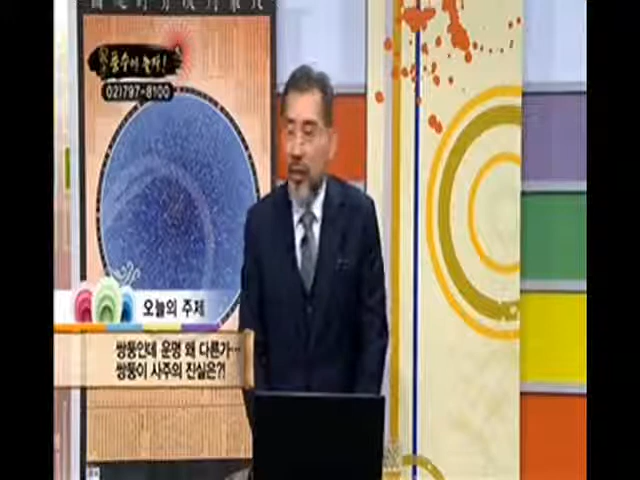 풍수야 놀자!
02)797-8100
오늘의 주제
쌍둥인데 운명 왜 다른가…
쌍둥이 사주의 진실은?!